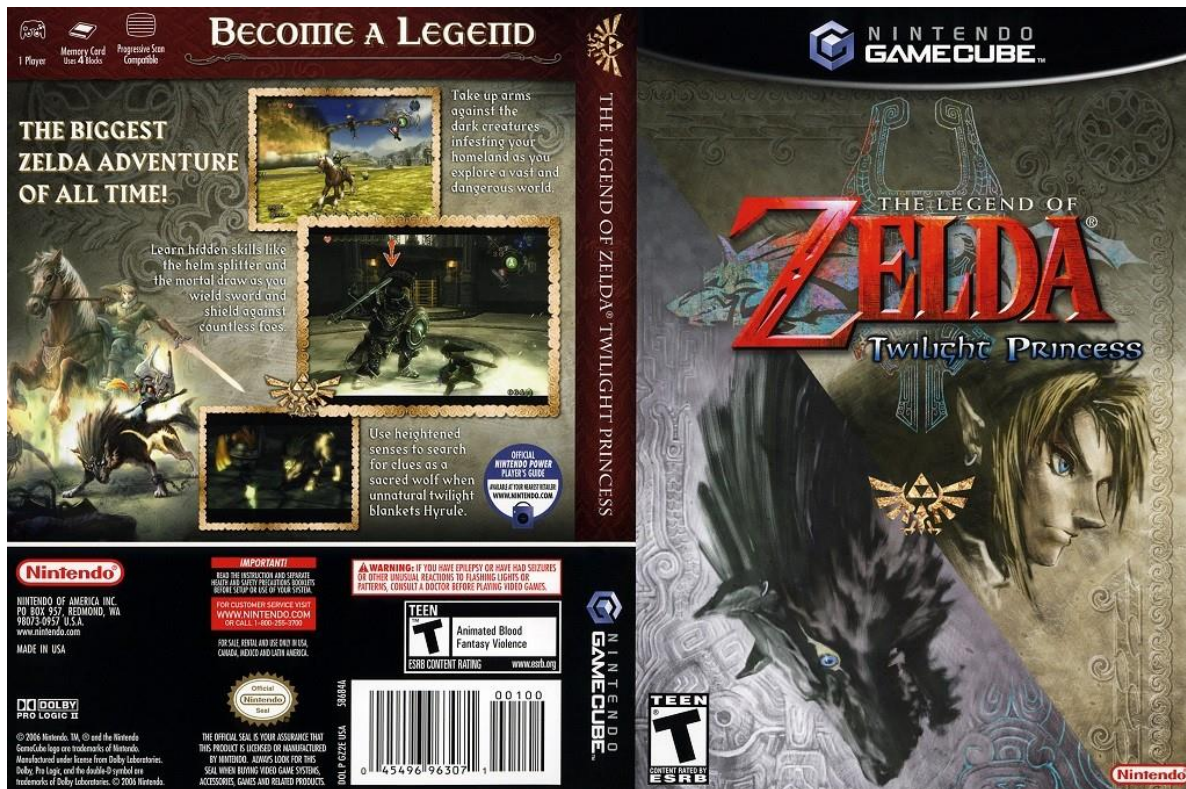 1 Player
Memory Card
Uses 4 Blocks
Progressive Scan
Compatible
BECOME A LEGEND
THE BIGGEST
ZELDA ADVENTURE
OF ALL TIME!
Take up arms
against the
dark creatures
infesting your
homeland as you
explore a vast and
dangerous world.
Learn hidden skills like
the helm splitter and
the mortal draw as you
wield sword and
shield against
countless foes.
Use heightened
senses to search
for clues as a
sacred wolf when
unnatural twilight
blankets Hyrule.
OFFICIAL
NINTENDO POWER
PLAYER'S GUIDE
AVAILABLE AT YOUR NEAREST RETAILER!
WWW.NINTENDO.COM
Nintendo®
NINTENDO OF AMERICA INC.
PO BOX 957, REDMOND, WA
98073-0957 U.S.A.
www.nintendo.com
MADE IN USA
DOLBY
PRO LOGIC II
© 2006 Nintendo. TM, ® and the Nintendo
GameCube logo are trademarks of Nintendo.
Manufactured under license from Dolby Laboratories.
Dolby, Pro Logic, and the double-D symbol are
trademarks of Dolby Laboratories. © 2006 Nintendo.
IMPORTANT!
READ THE INSTRUCTION AND SEPARATE
HEALTH AND SAFETY PRECAUTIONS BOOKLETS
BEFORE SETUP OR USE OF YOUR SYSTEM.
FOR CUSTOMER SERVICE VISIT
WWW.NINTENDO.COM
OR CALL 1-800-255-3700
FOR SALE, RENTAL AND USE ONLY IN USA,
CANADA, MEXICO AND LATIN AMERICA.
Official
Nintendo
Seal
THE OFFICIAL SEAL IS YOUR ASSURANCE THAT
THIS PRODUCT IS LICENSED OR MANUFACTURED
BY NINTENDO. ALWAYS LOOK FOR THIS
SEAL WHEN BUYING VIDEO GAME SYSTEMS,
ACCESSORIES, GAMES AND RELATED PRODUCTS.
WARNING: IF YOU HAVE EPILEPSY OR HAVE HAD SEIZURES
OR OTHER UNUSUAL REACTIONS TO FLASHING LIGHTS OR
PATTERNS, CONSULT A DOCTOR BEFORE PLAYING VIDEO GAMES.
TEEN
T™
Animated Blood
Fantasy Violence
ESRB CONTENT RATING www.esrb.org
DOL P GZ2E USA 58684A
00100
0 45496 96307 1
THE LEGEND OF ZELDA® TWILIGHT PRINCESS
NINTENDO
GAMECUBE™
NINTENDO
GAMECUBE™
THE LEGEND OF
ZELDA®
TWILIGHT PRINCESS
TEEN
T®
CONTENT RATED BY
ESRB
Nintendo